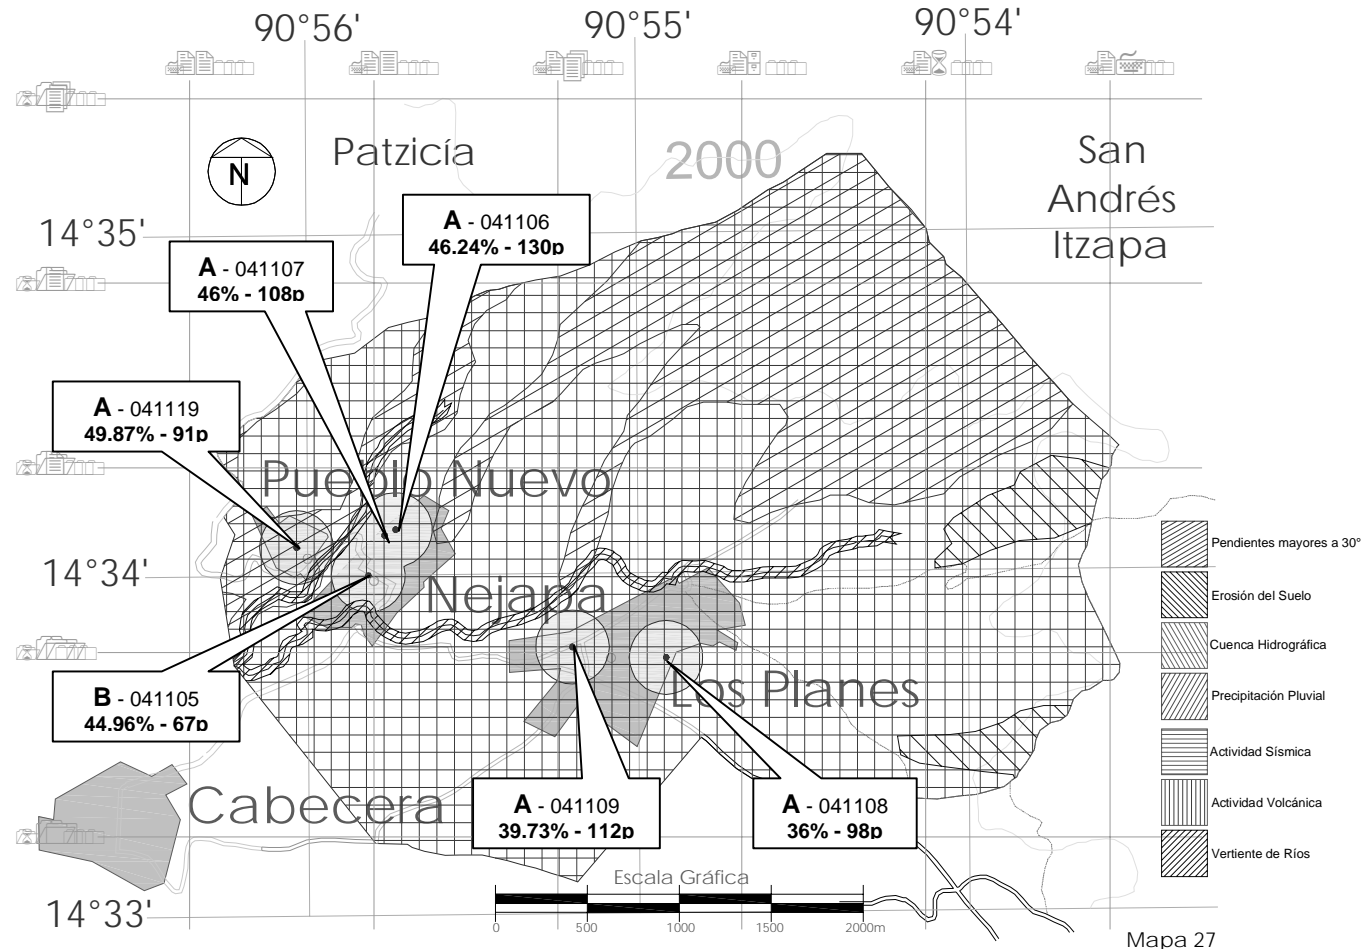 90°56'
90°55'
90°54'
Patzicía
2000
San
Andrés
Itzapa
N
14°35'
A - 041106
46.24% - 130p
A - 041107
46% - 108p
A - 041119
49.87% - 91p
Pueblo Nuevo
14°34'
Nejapa
Los Planes
B - 041105
44.96% - 67p
Cabecera
A - 041109
39.73% - 112p
A - 041108
36% - 98p
Pendientes mayores a 30°
Erosión del Suelo
Cuenca Hidrográfica
Precipitación Pluvial
Actividad Sísmica
Actividad Volcánica
Vertiente de Ríos
Escala Gráfica
0 500 1000 1500 2000m
14°33'
Mapa 27